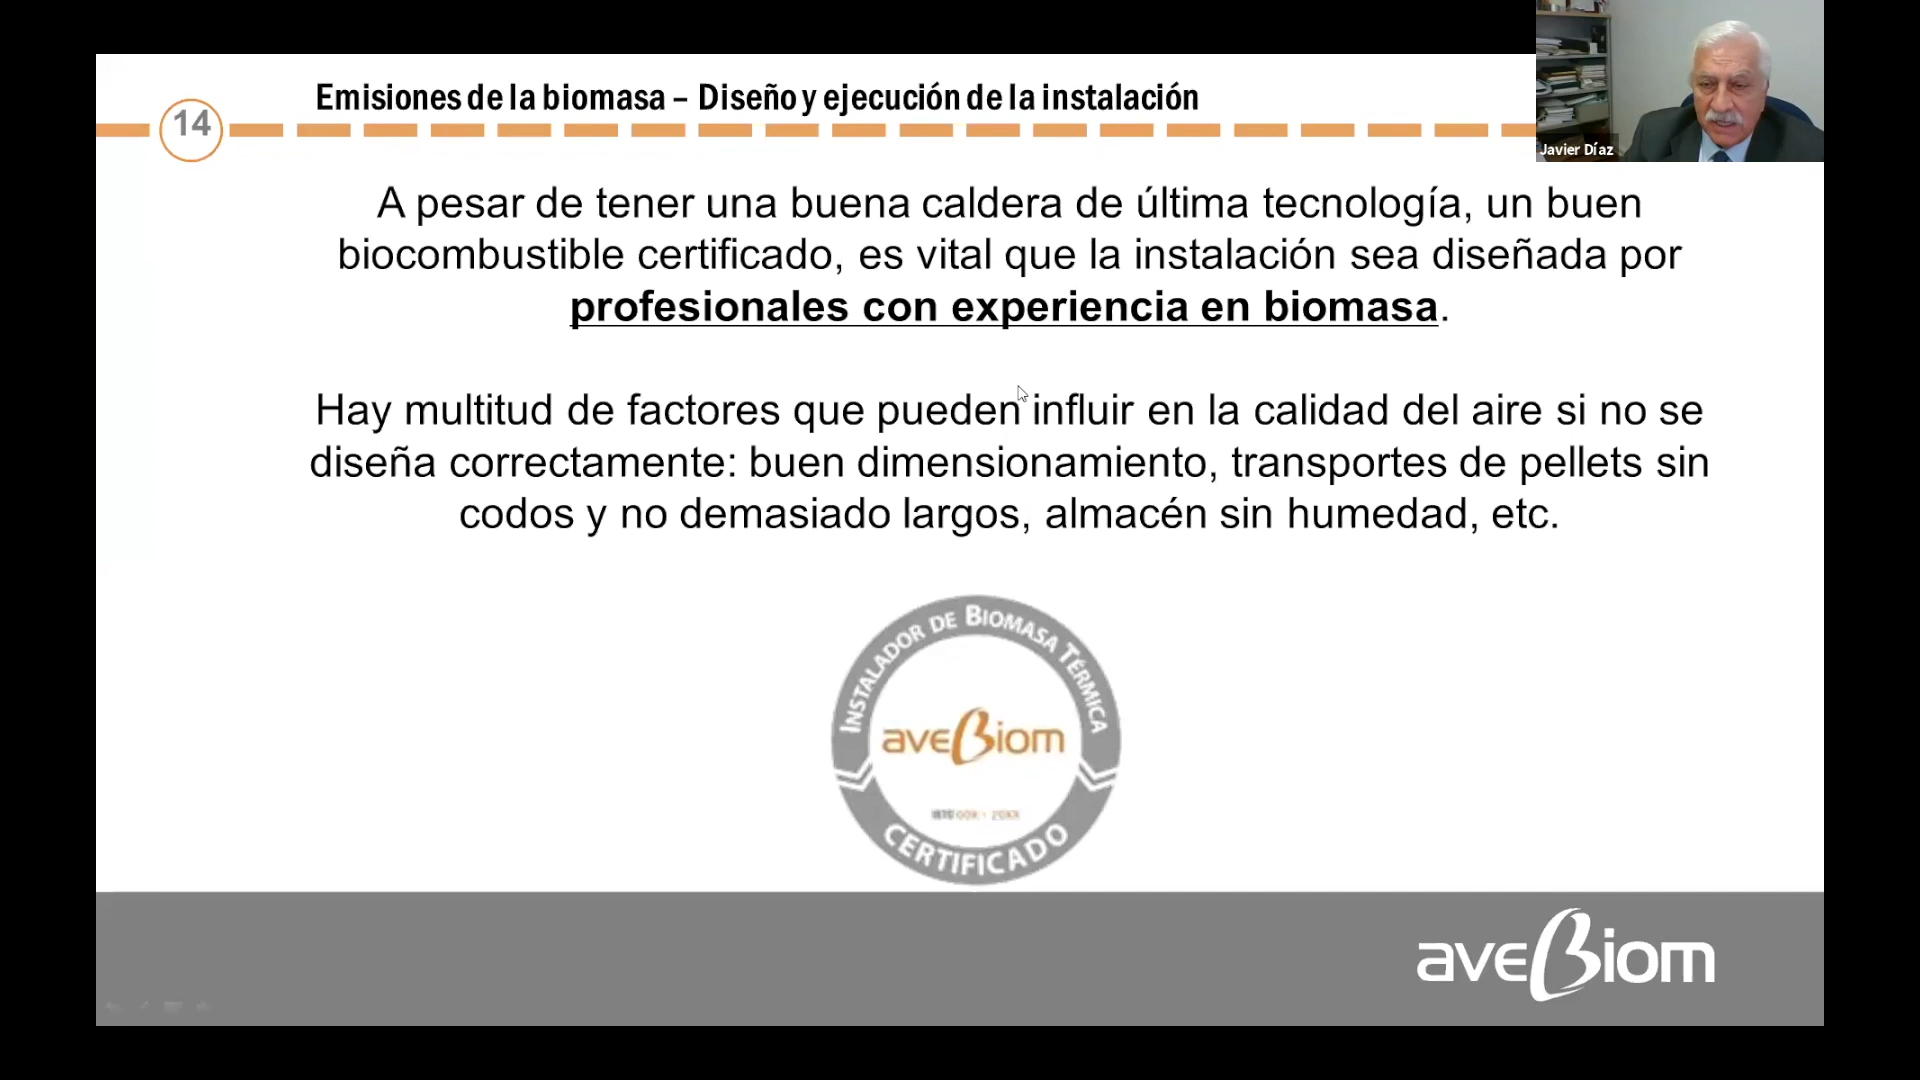 Emisiones de la biomasa – Diseño y ejecución de la instalación
14
Javier Díaz
A pesar de tener una buena caldera de última tecnología, un buen
biocombustible certificado, es vital que la instalación sea diseñada por
profesionales con experiencia en biomasa.
Hay multitud de factores que pueden influir en la calidad del aire si no se
diseña correctamente: buen dimensionamiento, transportes de pellets sin
codos y no demasiado largos, almacén sin humedad, etc.
INSTALADOR DE BIOMASA TÉRMICA
aveBiom
CERTIFICADO
aveBiom